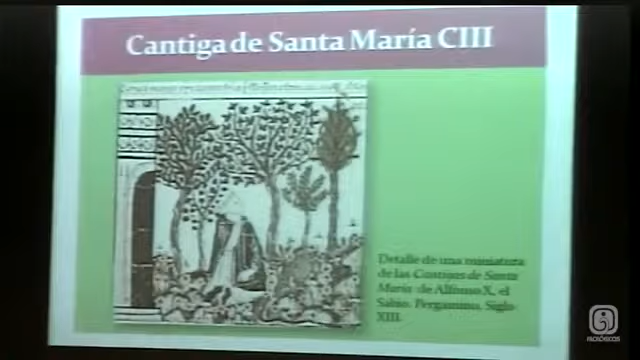 Cantiga de Santa María CIII
Detalle de una miniatura
de las Cantigas de Santa
María de Alfonso X, el
Sabio. Pergamino, Siglo
XIII.